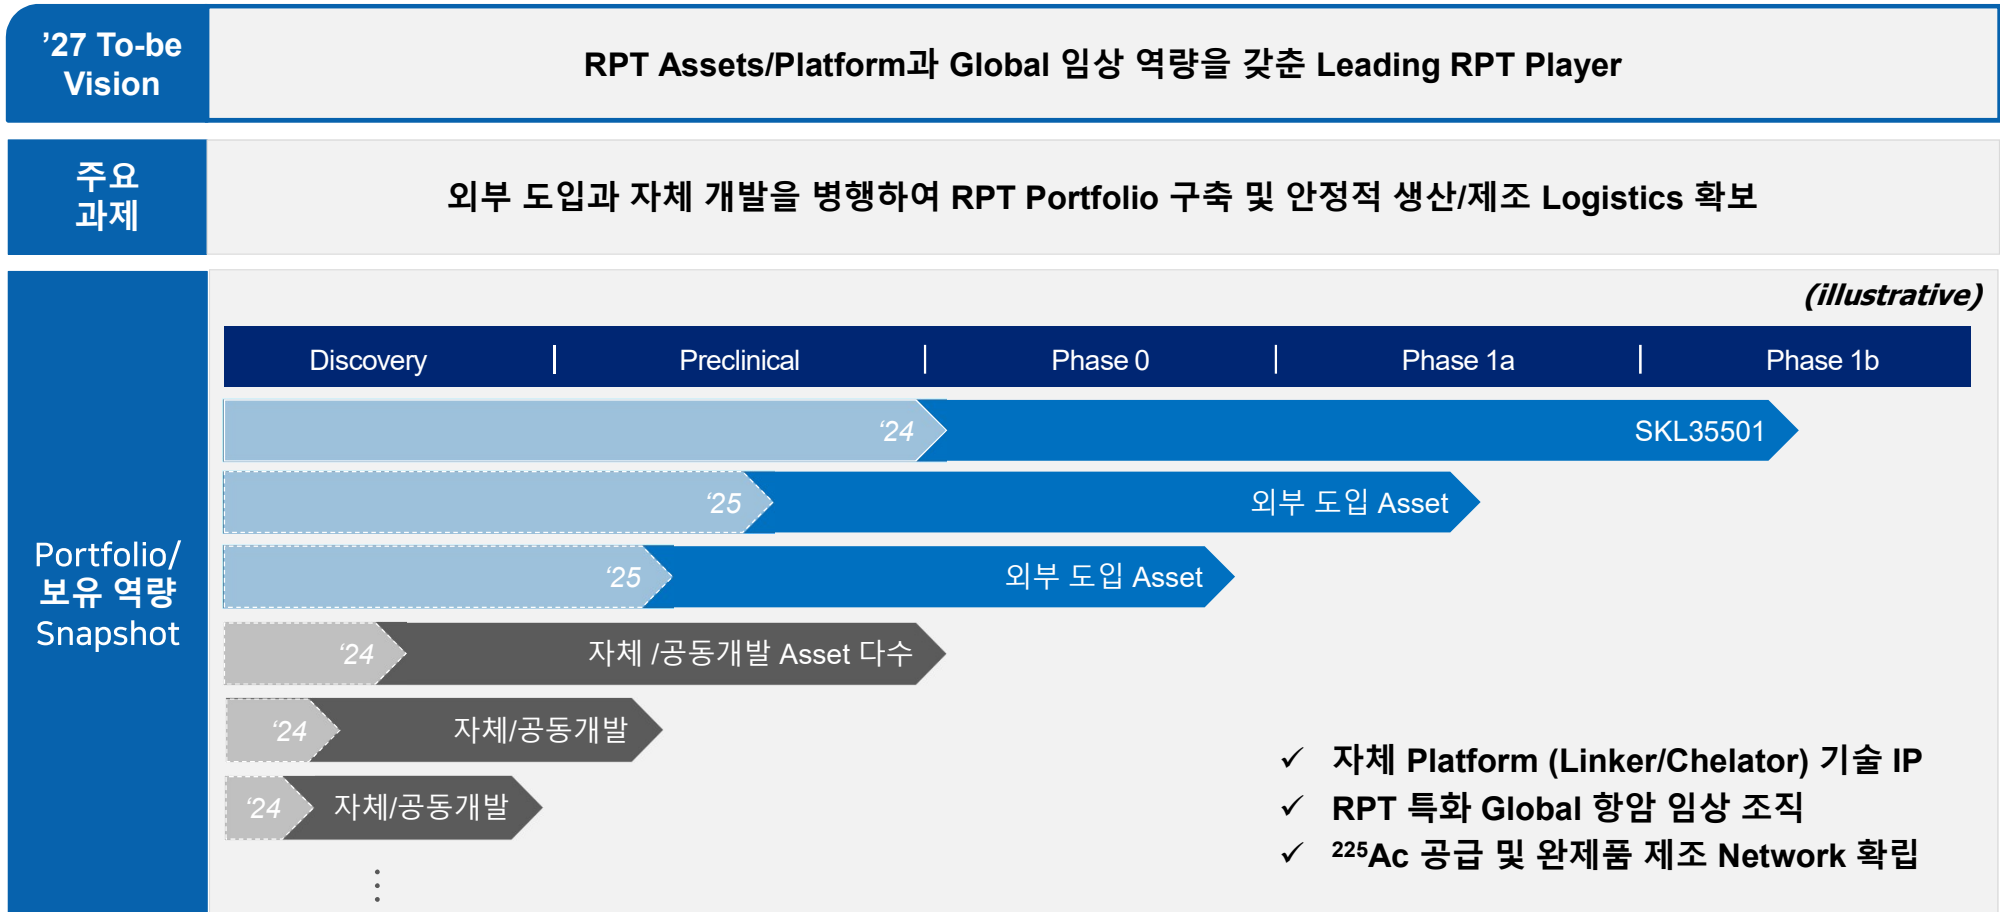 ’27 To-be
Vision
RPT Assets/Platform과 Global 임상 역량을 갖춘 Leading RPT Player
주요
과제
외부 도입과 자체 개발을 병행하여 RPT Portfolio 구축 및 안정적 생산/제조 Logistics 확보
Portfolio/
보유 역량
Snapshot
(illustrative)
Discovery | Preclinical | Phase 0 | Phase 1a | Phase 1b
‘24 SKL35501
‘25 외부 도입 Asset
‘25 외부 도입 Asset
‘24 자체 /공동개발 Asset 다수
‘24 자체/공동개발
‘24 자체/공동개발
✓ 자체 Platform (Linker/Chelator) 기술 IP
✓ RPT 특화 Global 항암 임상 조직
✓ ²²⁵Ac 공급 및 완제품 제조 Network 확립